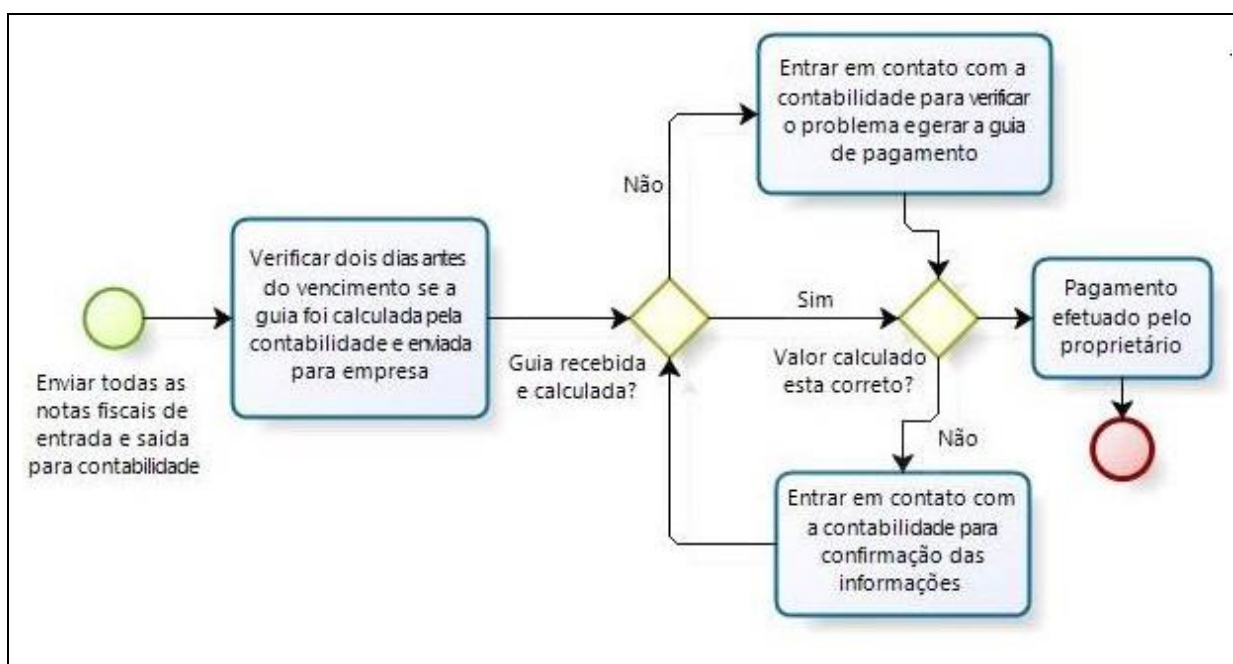 Entrar em contato com a
contabilidade para verificar
o problema e gerar a guia
de pagamento
Não
Verificar dois dias antes
do vencimento se a
guia foi calculada pela
contabilidade e enviada
para empresa
Sim
Pagamento
efetuado pelo
proprietário
Guia recebida
e calculada?
Valor calculado
esta correto?
Enviar todas as
notas fiscais de
entrada e saida
para contabilidade
Não
Entrar em contato com
a contabilidade para
confirmação das
informações